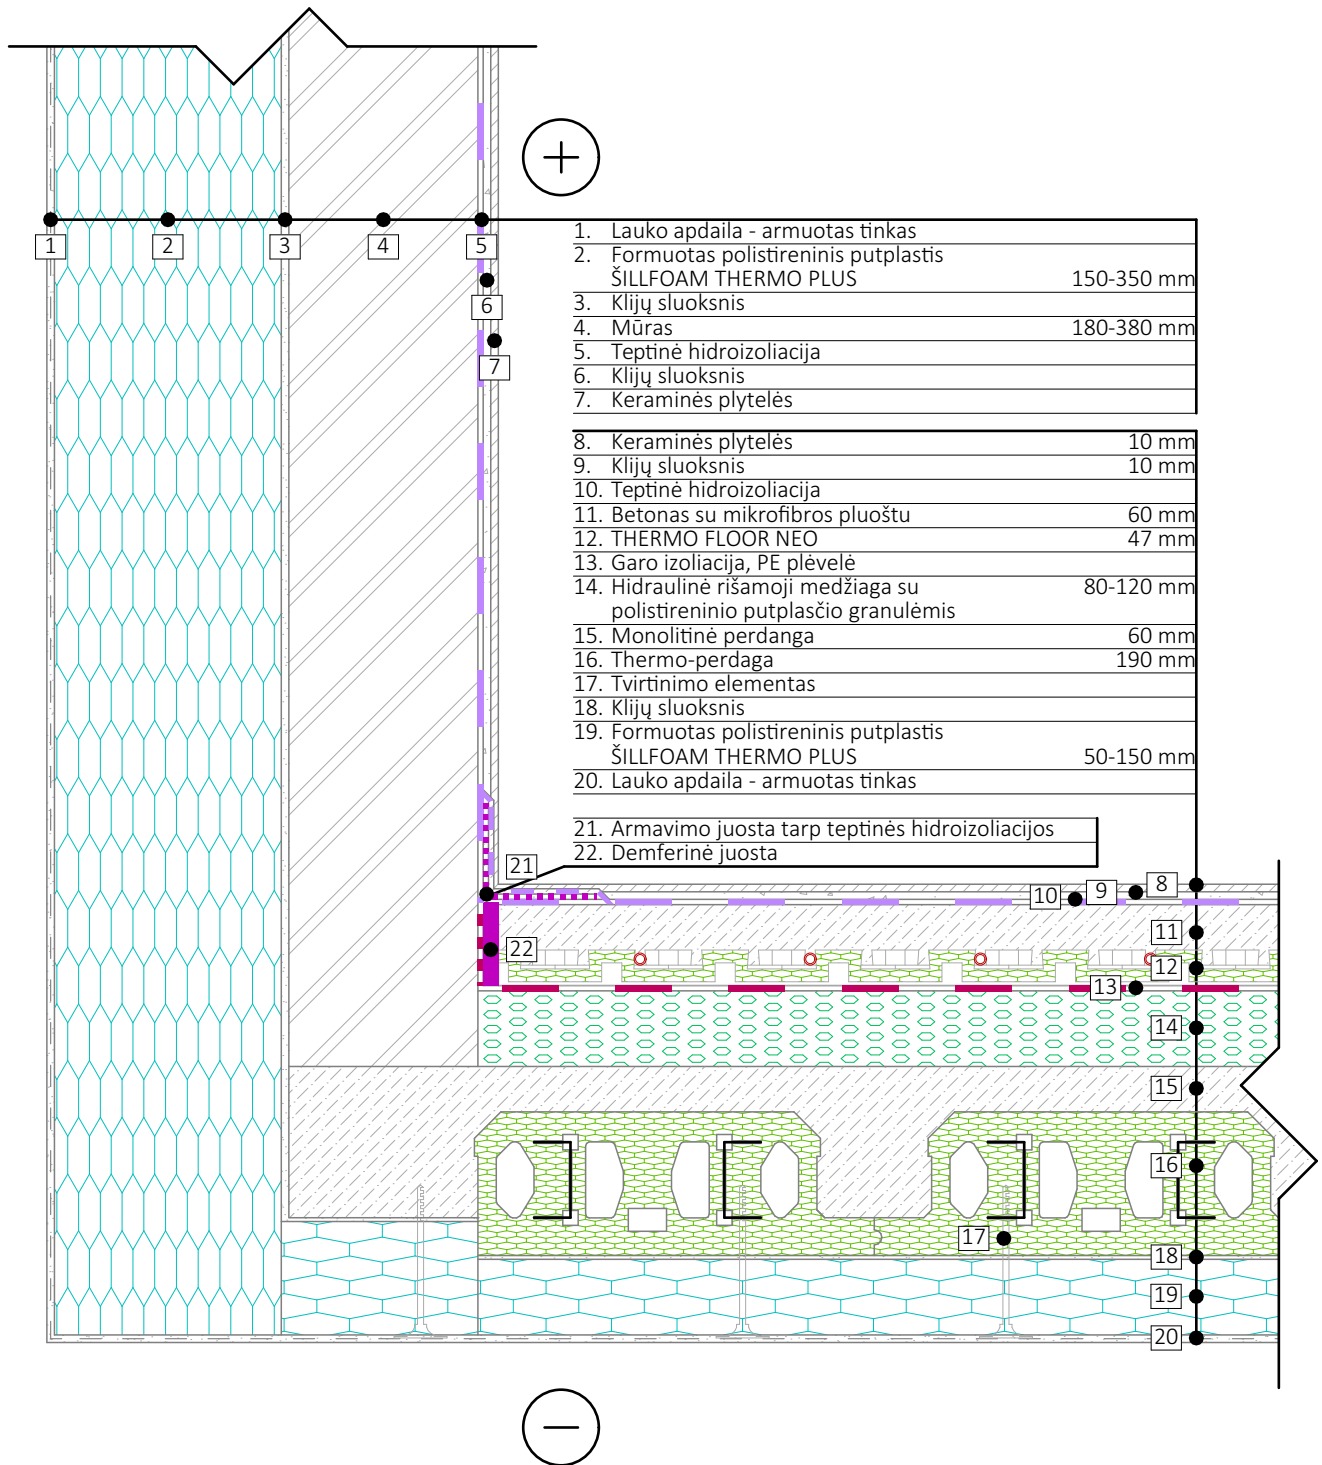 +
1 2 3 4 5
6
7
1. Lauko apdaila - armuotas tinkas
2. Formuotas polistireninis putplastis
ŠILLFOAM THERMO PLUS 150-350 mm
3. Klijų sluoksnis
4. Mūras 180-380 mm
5. Teptinė hidroizoliacija
6. Klijų sluoksnis
7. Keraminės plytelės
8. Keraminės plytelės 10 mm
9. Klijų sluoksnis 10 mm
10. Teptinė hidroizoliacija
11. Betonas su mikrofibros pluoštu 60 mm
12. THERMO FLOOR NEO 47 mm
13. Garo izoliacija, PE plėvelė
14. Hidraulinė rišamoji medžiaga su 80-120 mm
polistireninio putplasčio granulėmis
15. Monolitinė perdanga 60 mm
16. Thermo-perdaga 190 mm
17. Tvirtinimo elementas
18. Klijų sluoksnis
19. Formuotas polistireninis putplastis
ŠILLFOAM THERMO PLUS 50-150 mm
20. Lauko apdaila - armuotas tinkas
21. Armavimo juosta tarp teptinės hidroizoliacijos
22. Demferinė juosta
21
10 9 8
11
22
12
13
14
15
16
17
18
19
20
−